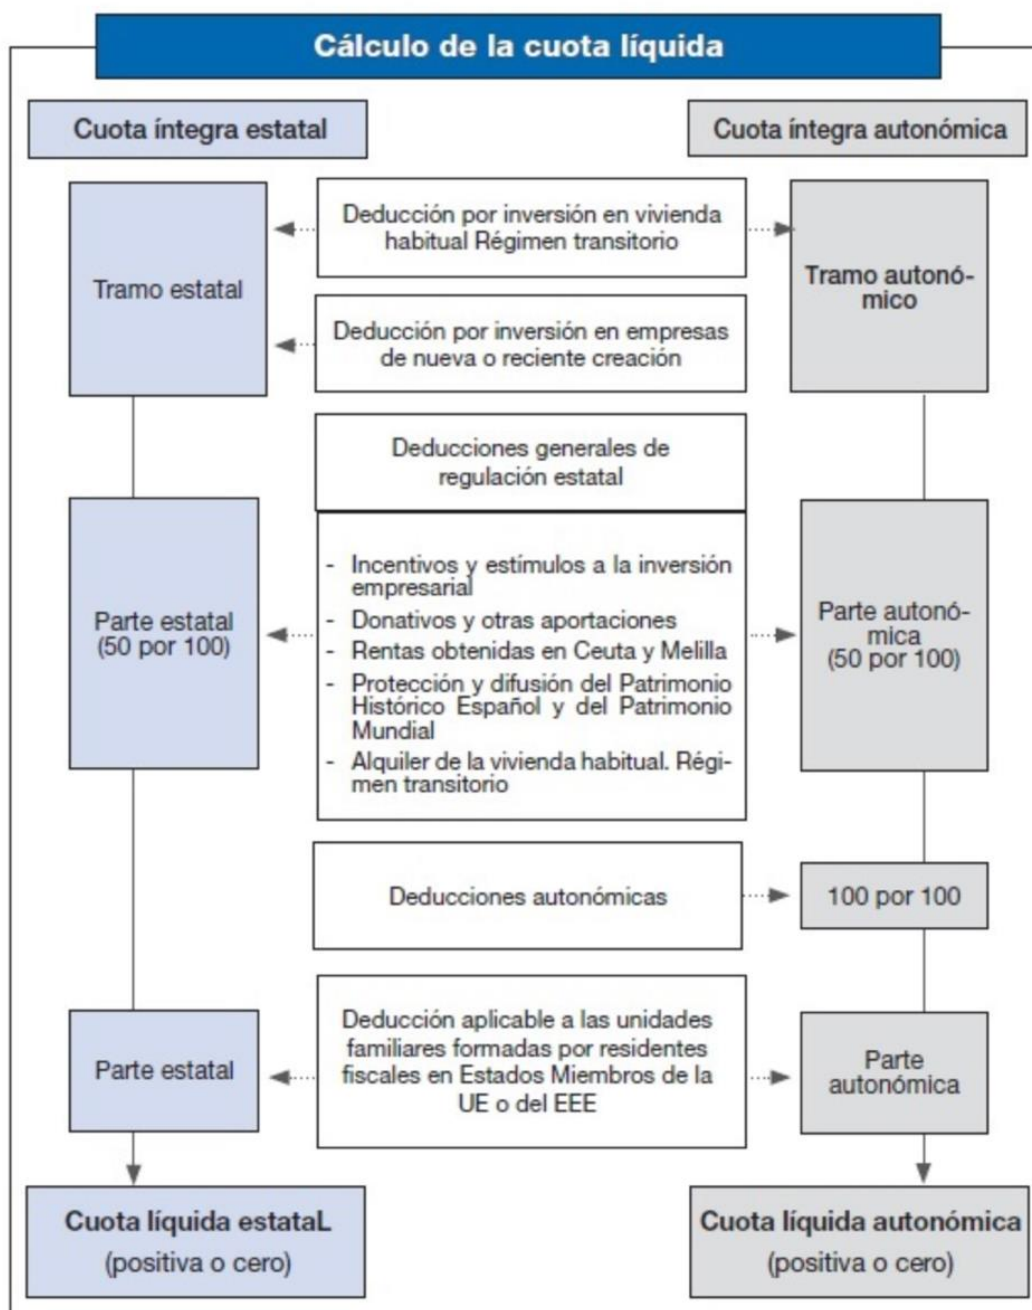 Cálculo de la cuota líquida
Cuota íntegra estatal
Cuota íntegra autonómica
Tramo estatal
Deducción por inversión en vivienda
habitual Régimen transitorio
Tramo autonó-
mico
Deducción por inversión en empresas
de nueva o reciente creación
Deducciones generales de
regulación estatal
Parte estatal
(50 por 100)
- Incentivos y estímulos a la inversión
empresarial
- Donativos y otras aportaciones
- Rentas obtenidas en Ceuta y Melilla
- Protección y difusión del Patrimonio
Histórico Español y del Patrimonio
Mundial
- Alquiler de la vivienda habitual. Régi-
men transitorio
Parte autonó-
mica
(50 por 100)
Deducciones autonómicas
100 por 100
Parte estatal
Deducción aplicable a las unidades
familiares formadas por residentes
fiscales en Estados Miembros de la
UE o del EEE
Parte
autonómica
Cuota líquida estataL
(positiva o cero)
Cuota líquida autonómica
(positiva o cero)